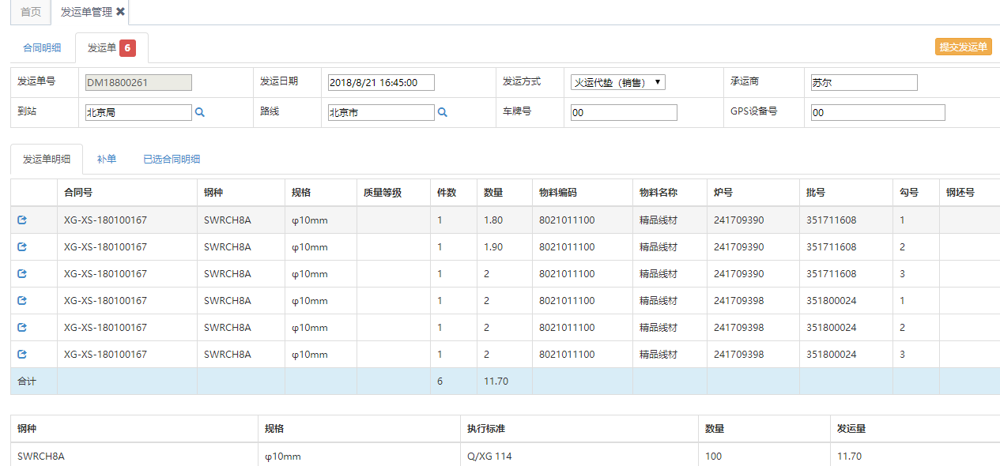 首页 发运单管理
合同明细 发运单 6 提交发运单
发运单号 DM18800261 发运日期 2018/8/21 16:45:00 发运方式 火运代垫（销售） 承运商 苏尔
到站 北京局 路线 北京市 车牌号 00 GPS设备号 00
发运单明细 补单 已选合同明细
合同号 钢种 规格 质量等级 件数 数量 物料编码 物料名称 炉号 批号 勾号 钢坯号
XG-XS-180100167 SWRCH8A φ10mm 1 1.80 8021011100 精品线材 241709390 351711608 1
XG-XS-180100167 SWRCH8A φ10mm 1 1.90 8021011100 精品线材 241709390 351711608 2
XG-XS-180100167 SWRCH8A φ10mm 1 2 8021011100 精品线材 241709390 351711608 3
XG-XS-180100167 SWRCH8A φ10mm 1 2 8021011100 精品线材 241709398 351800024 1
XG-XS-180100167 SWRCH8A φ10mm 1 2 8021011100 精品线材 241709398 351800024 2
XG-XS-180100167 SWRCH8A φ10mm 1 2 8021011100 精品线材 241709398 351800024 3
合计 6 11.70
钢种 规格 执行标准 数量 发运量
SWRCH8A φ10mm Q/XG 114 100 11.70